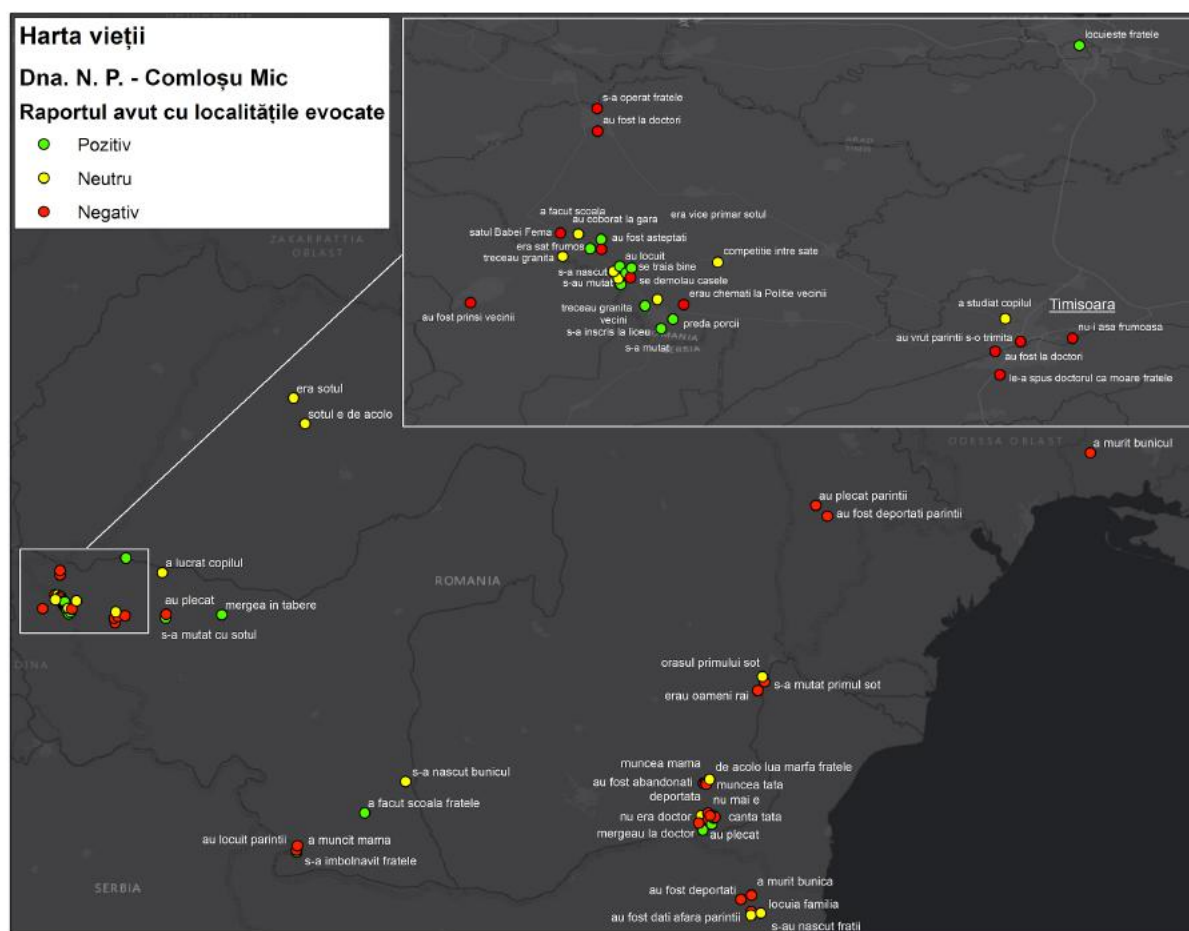 Harta vieții
Dna. N. P. - Comloșu Mic
Raportul avut cu localitățile evocate
Pozitiv
Neutru
Negativ
locuieste fratele
s-a operat fratele
au fost la doctori
ARAD
a facut scoala
era vice primar sotul
au coborat la gara
satul Babei Fema
au fost asteptati
era sat frumos
treceau granita
au locuit
competitie intre sate
se traia bine
s-a nascut
se demolau casele
s-au mutat
erau chemati la Politie vecinii
au fost prinsi vecinii
treceau granita
vecini
preda porcii
s-a inscris la liceu
SERBIA
s-a mutat
a studiat copilul
Timisoara
nu-i asa frumoasa
au vrut parintii s-o trimita
au fost la doctori
le-a spus doctorul ca moare fratele
ZAKARPATTIA
OBLAST
era sotul
sotul e de acolo
ODESSA OBLAST
a murit bunicul
au plecat parintii
au fost deportati parintii
a lucrat copilul
ROMANIA
au plecat
mergea in tabere
s-a mutat cu sotul
DINA
orasul primului sot
s-a mutat primul sot
erau oameni rai
s-a nascut bunicul
muncea mama
de acolo lua marfa fratele
au fost abandonati
muncea tata
deportata
nu mai e
a facut scoala fratele
nu era doctor
canta tata
mergeau la doctor
au plecat
au locuit parintii
a muncit mama
s-a imbolnavit fratele
SERBIA
a murit bunica
au fost deportati
locuia familia
au fost dati afara parintii
s-au nascut fratii